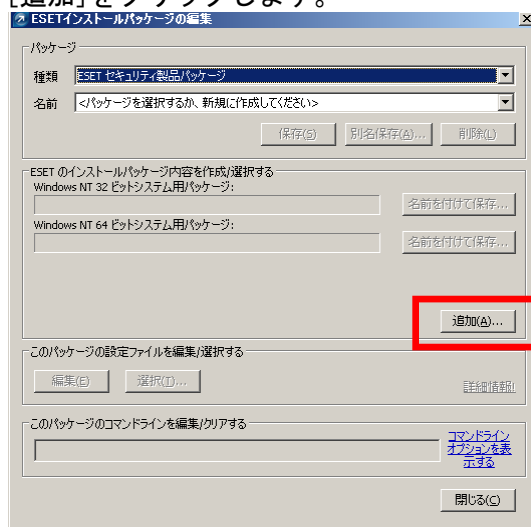 [追加]をクリックします。
ESETインストールパッケージの編集
パッケージ
種類 ESET セキュリティ製品パッケージ
名前 <パッケージを選択するか、新規に作成してください>
保存(S) 別名保存(A)... 削除(L)
ESET のインストールパッケージ内容を作成/選択する
Windows NT 32 ビットシステム用パッケージ:
名前を付けて保存...
Windows NT 64 ビットシステム用パッケージ:
名前を付けて保存...
追加(A)...
このパッケージの設定ファイルを編集/選択する
編集(E) 選択(T)... 詳細情報!
このパッケージのコマンドラインを編集/クリアする
コマンドライン
オプションを表
示する
閉じる(C)